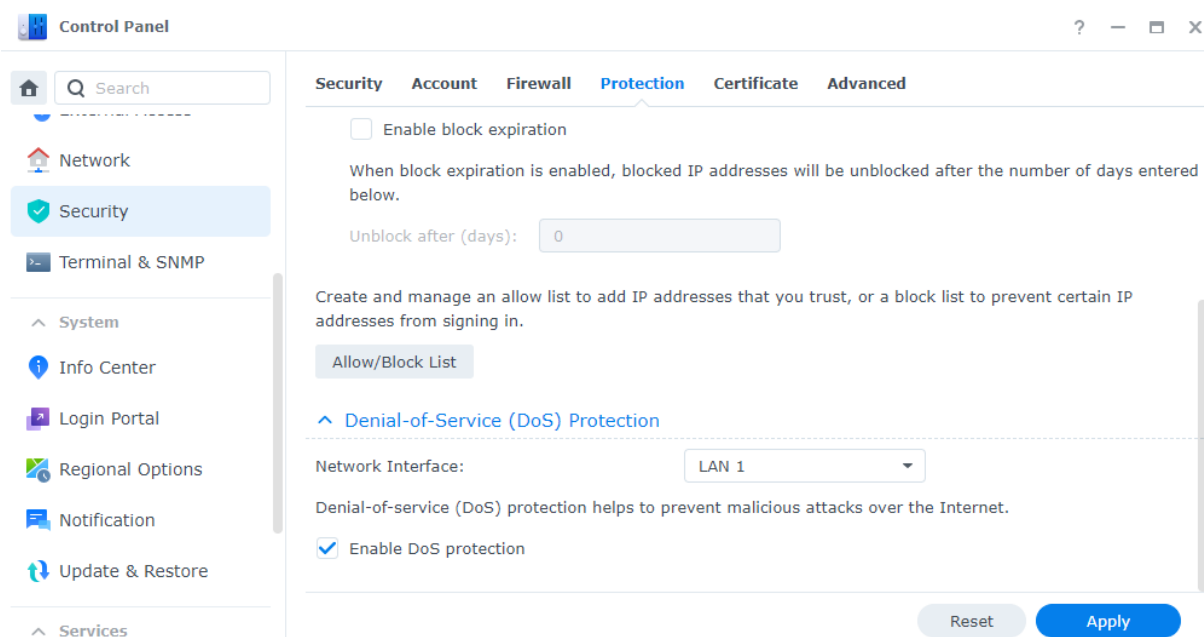 Control Panel
?
Search
Network
Security
Terminal & SNMP
System
Info Center
Login Portal
Regional Options
Notification
Update & Restore
Services
Security Account Firewall Protection Certificate Advanced
Enable block expiration
When block expiration is enabled, blocked IP addresses will be unblocked after the number of days entered
below.
Unblock after (days): 0
Create and manage an allow list to add IP addresses that you trust, or a block list to prevent certain IP
addresses from signing in.
Allow/Block List
Denial-of-Service (DoS) Protection
Network Interface: LAN 1
Denial-of-service (DoS) protection helps to prevent malicious attacks over the Internet.
Enable DoS protection
Reset Apply